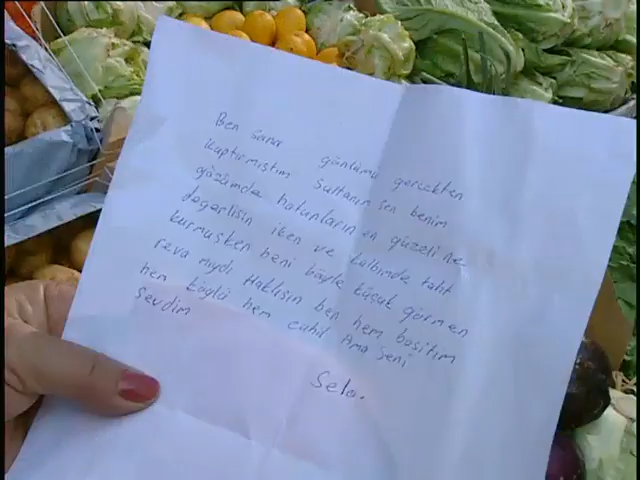 Ben sana gönlümü gerçekten
kaptırmıştım Sultanım sen benim
gözümde hatunların en güzeli ne
değerlisin iken ve kalbimde taht
kurmuşken beni böyle küçük görmen
reva mıydı Haklısın ben hem basitim
hem köylü hem cahil Ama seni
sevdim
Selo.